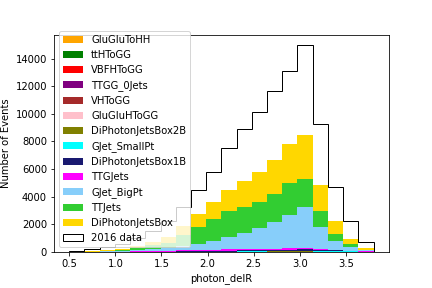 GluGluToHH
ttHToGG
VBFHToGG
TTGG_0Jets
VHToGG
GluGluHToGG
DiPhotonJetsBox2B
GJet_SmallPt
DiPhotonJetsBox1B
TTGJets
GJet_BigPt
TTJets
DiPhotonJetsBox
2016 data
14000
12000
10000
8000
6000
4000
2000
0
Number of Events
0.5 1.0 1.5 2.0 2.5 3.0 3.5
photon_delR